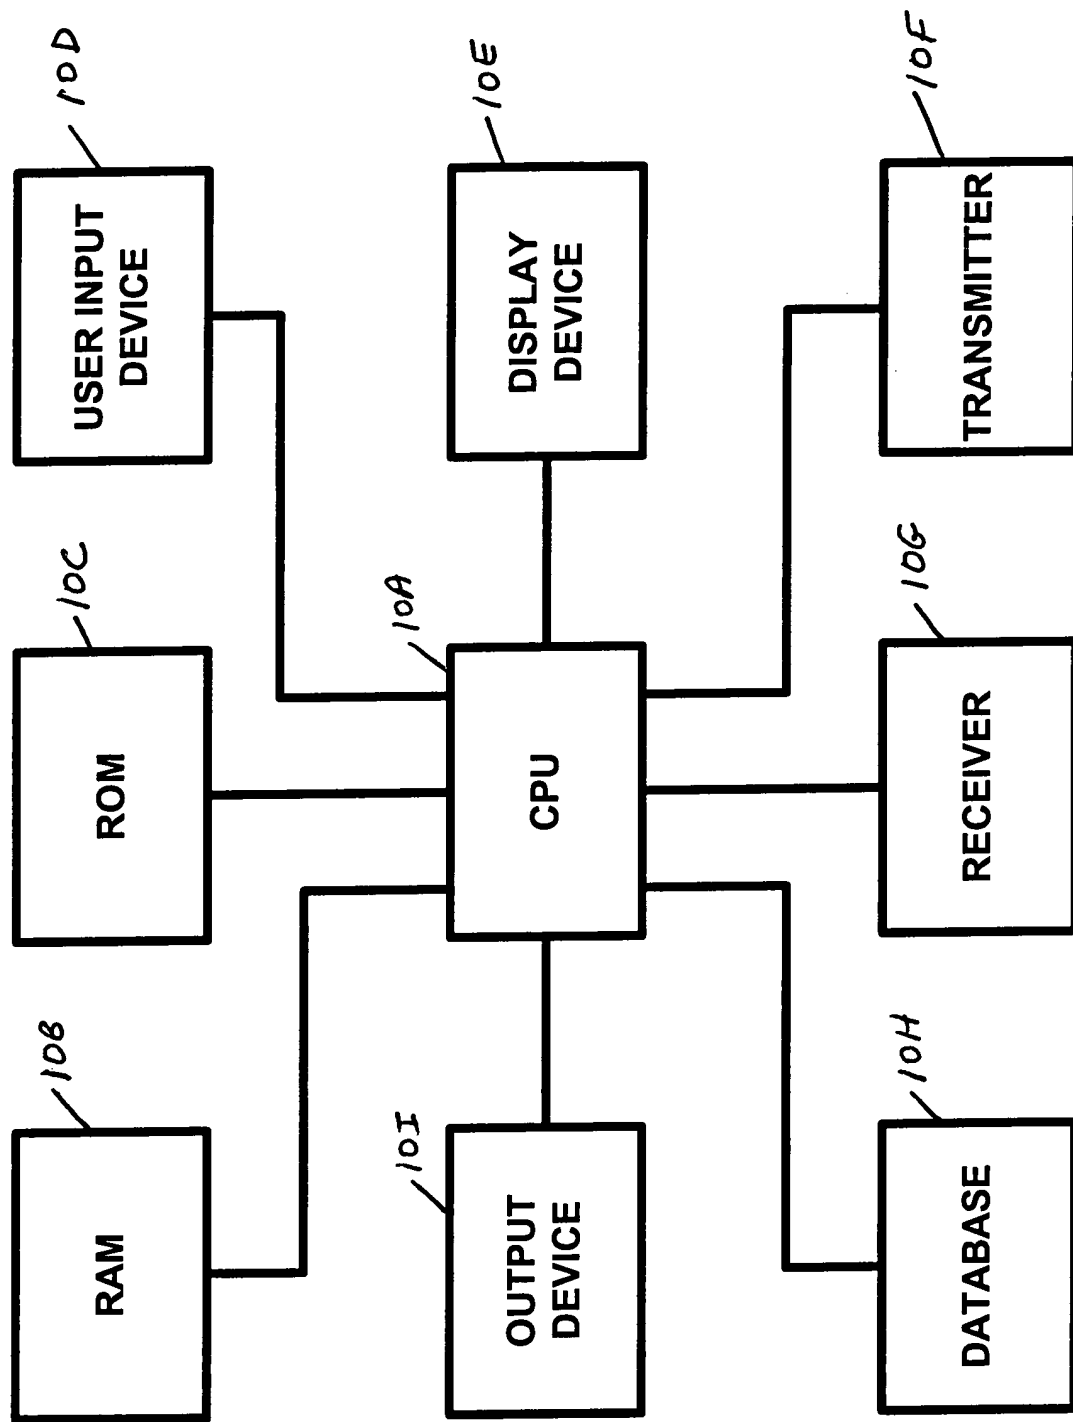 10B
RAM
10C
ROM
10D
USER INPUT
DEVICE
10I
OUTPUT
DEVICE
10A
CPU
10E
DISPLAY
DEVICE
10H
DATABASE
10G
RECEIVER
10F
TRANSMITTER